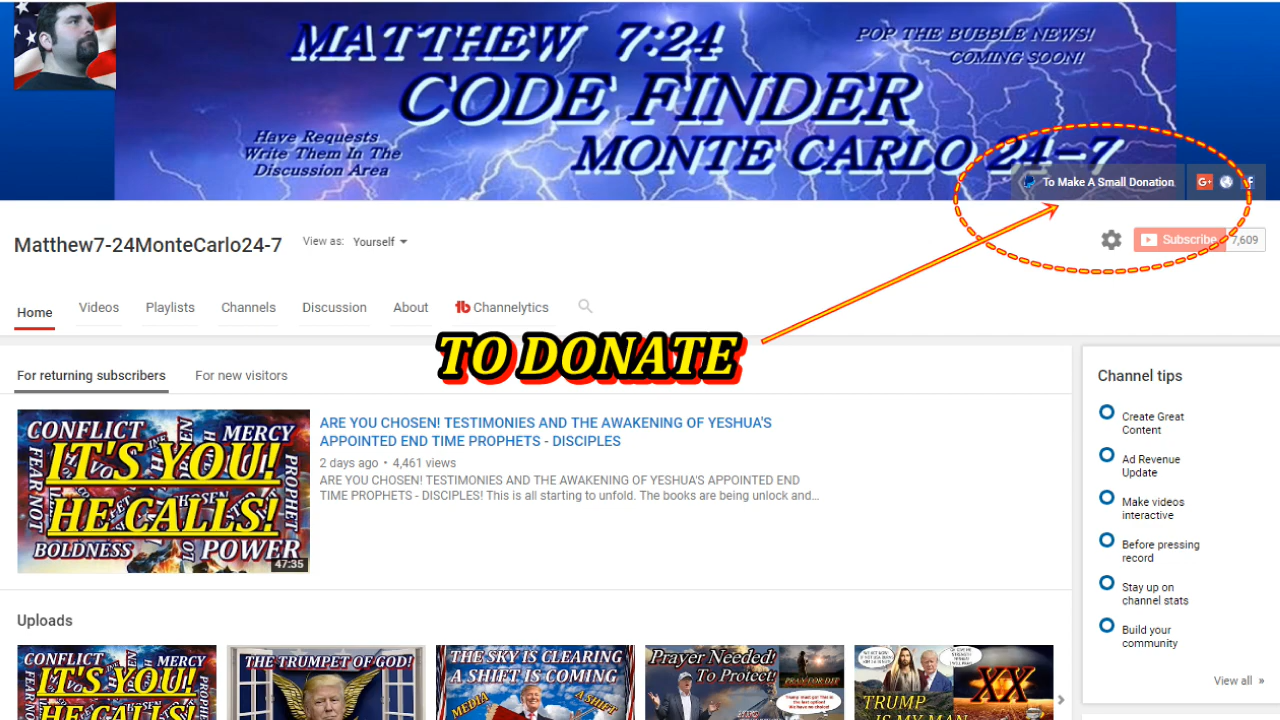 MATTHEW 7:24
POP THE BUBBLE NEWS!
COMING SOON!
CODE FINDER
Have Requests
Write Them In The
Discussion Area
MONTE CARLO 24-7
To Make A Small Donation
Matthew7-24MonteCarlo24-7
View as: Yourself
Subscribe 7,609
Home Videos Playlists Channels Discussion About Channelytics
TO DONATE
For returning subscribers For new visitors
CONFLICT
MERCY
FEAR NOT
PROPHET
IT'S YOU!
HE CALLS!
BOLDNESS
POWER
47:35
ARE YOU CHOSEN! TESTIMONIES AND THE AWAKENING OF YESHUA'S
APPOINTED END TIME PROPHETS - DISCIPLES
2 days ago • 4,461 views
ARE YOU CHOSEN! TESTIMONIES AND THE AWAKENING OF YESHUA'S APPOINTED END
TIME PROPHETS - DISCIPLES! This is all starting to unfold. The books are being unlock and...
Channel tips
Create Great
Content
Ad Revenue
Update
Make videos
interactive
Before pressing
record
Stay up on
channel stats
Build your
community
View all »
Uploads
CONFLICT
MERCY
IT'S YOU!
HE CALLS!
THE TRUMPET OF GOD!
THE SKY IS CLEARING
A SHIFT IS COMING
MEDIA
A SHIFT
Prayer Needed!
To Protect!
PRAY OR DIE
XX
TRUMP
IS MY MAN